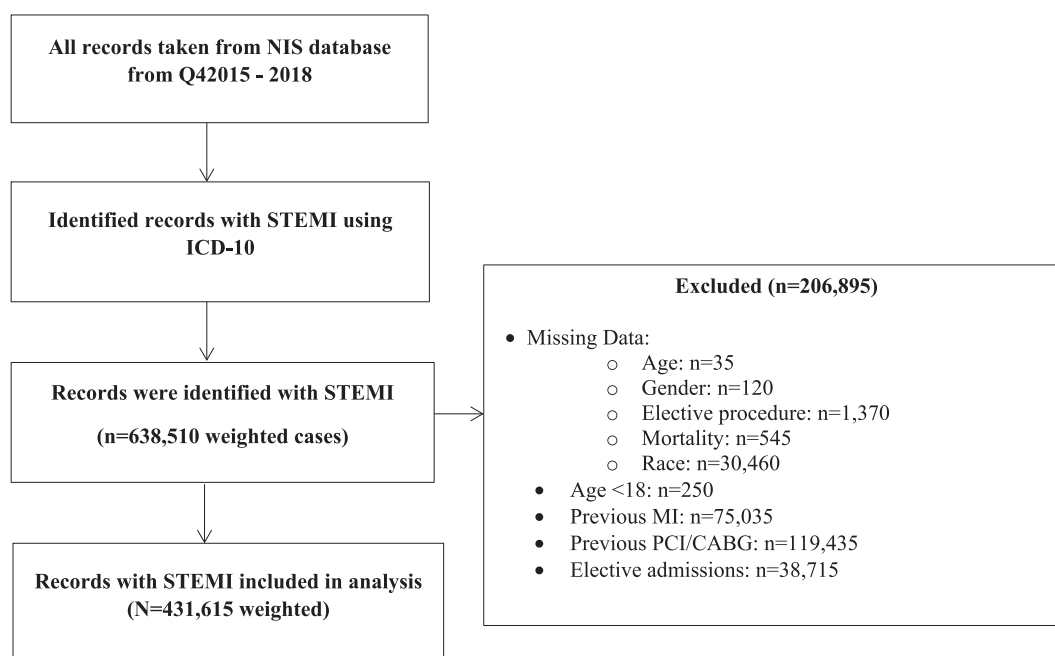 All records taken from NIS database
from Q42015 - 2018
Identified records with STEMI using
ICD-10
Records were identified with STEMI
(n=638,510 weighted cases)
Excluded (n=206,895)
• Missing Data:
o Age: n=35
o Gender: n=120
o Elective procedure: n=1,370
o Mortality: n=545
o Race: n=30,460
• Age <18: n=250
• Previous MI: n=75,035
• Previous PCI/CABG: n=119,435
• Elective admissions: n=38,715
Records with STEMI included in analysis
(N=431,615 weighted)